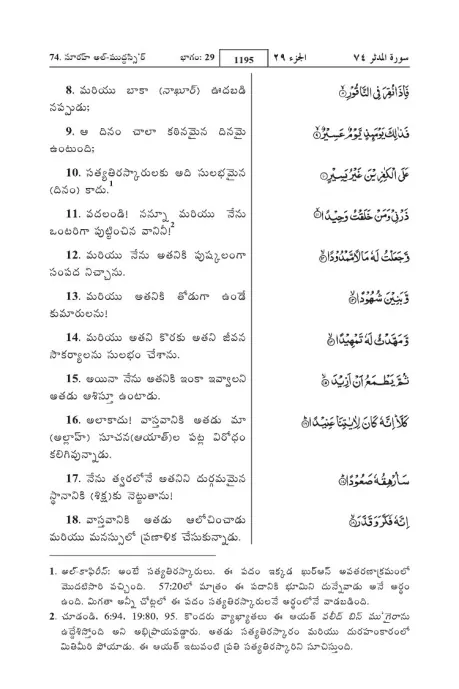 74. సూరహ్ అల్-ముద్దస్సి'ర్ భాగం: 29 1195 الجزء ٢٩ سورة المدثر ٧٤
8. మరియు బాకా (నాఖూర్) ఊదబడి
నప్పుడు;
فَإِذَا نُقِرَ فِي النَّاقُورِ ۝
9. ఆ దినం చాలా కఠినమైన దినమై
ఉంటుంది;
فَذَٰلِكَ يَوْمَئِذٍ يَوْمٌ عَسِيرٌ ۝
10. సత్యతిరస్కారులకు అది సులభమైన
(దినం) కాదు.1
عَلَى الْكَافِرِينَ غَيْرُ يَسِيرٍ ۝
11. వదలండి! నన్నూ మరియు నేను
ఒంటరిగా పుట్టించిన వానినీ!2
ذَرْنِي وَمَنْ خَلَقْتُ وَحِيدًا ۝
12. మరియు నేను అతనికి పుష్కలంగా
సంపద నిచ్చాను.
وَجَعَلْتُ لَهُ مَالًا مَمْدُودًا ۝
13. మరియు అతనికి తోడుగా ఉండే
కుమారులను!
وَبَنِينَ شُهُودًا ۝
14. మరియు అతని కొరకు అతని జీవన
సౌకర్యాలను సులభం చేశాను.
وَمَهَّدْتُ لَهُ تَمْهِيدًا ۝
15. అయినా నేను అతనికి ఇంకా ఇవ్వాలని
అతడు ఆశిస్తూ ఉంటాడు.
ثُمَّ يَطْمَعُ أَنْ أَزِيدَ ۝
16. అలాకాదు! వాస్తవానికి అతడు మా
(అల్లాహ్) సూచన(ఆయాత్)ల పట్ల విరోధం
కలిగివున్నాడు.
كَلَّا إِنَّهُ كَانَ لِآيَاتِنَا عَنِيدًا ۝
17. నేను త్వరలోనే అతనిని దుర్గమమైన
స్థానానికి (శిక్ష)కు నెట్టుతాను!
سَأُرْهِقُهُ صَعُودًا ۝
18. వాస్తవానికి అతడు ఆలోచించాడు
మరియు మనస్సులో ప్రణాళిక చేసుకున్నాడు.
إِنَّهُ فَكَّرَ وَقَدَّرَ ۝
1. అల్-కాఫిరీన్: అంటే సత్యతిరస్కారులు. ఈ పదం ఇక్కడ ఖుర్ఆన్ అవతరణాక్రమంలో
మొదటిసారి వచ్చింది. 57:20లో మాత్రం ఈ పదానికి భూమిని దున్నేవాడు అనే అర్థం
ఉంది. మిగతా అన్నీ చోట్లలో ఈ పదం సత్యతిరస్కారులనే అర్థంలోనే వాడబడింది.
2. చూడండి, 6:94, 19:80, 95. కొందరు వ్యాఖ్యాతలు ఈ ఆయత్ వలీద్ బిన్ ము'గైరాను
ఉద్దేశిస్తోంది అని అభిప్రాయపడ్డారు. అతడు సత్యతిరస్కారం మరియు దురహంకారంలో
మితిమీరి పోయాడు. ఈ ఆయత్ ఇటువంటి ప్రతి సత్యతిరస్కారిని సూచిస్తుంది.